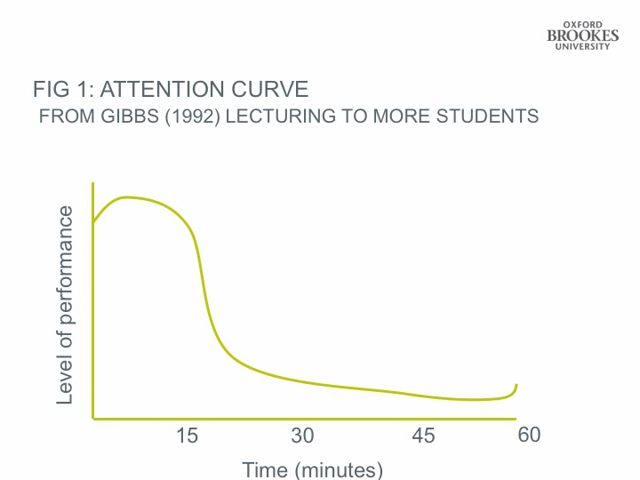 OXFORD
BROOKES
UNIVERSITY
FIG 1: ATTENTION CURVE
FROM GIBBS (1992) LECTURING TO MORE STUDENTS
Level of performance
15 30 45 60
Time (minutes)